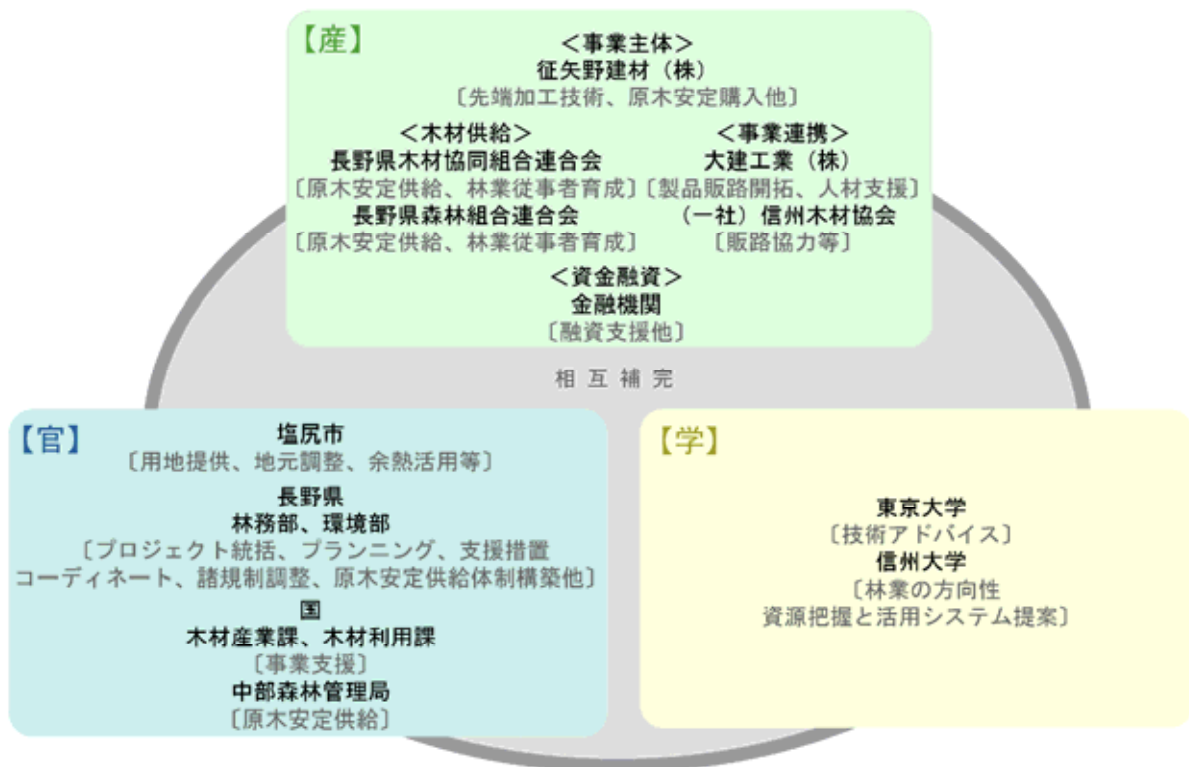 【産】
＜事業主体＞
征矢野建材（株）
〔先端加工技術、原木安定購入他〕
＜木材供給＞
長野県木材協同組合連合会
〔原木安定供給、林業従事者育成〕
長野県森林組合連合会
〔原木安定供給、林業従事者育成〕
＜事業連携＞
大建工業（株）
〔製品販路開拓、人材支援〕
（一社）信州木材協会
〔販路協力等〕
＜資金融資＞
金融機関
〔融資支援他〕
相互補完
【官】
塩尻市
〔用地提供、地元調整、余熱活用等〕
長野県
林務部、環境部
〔プロジェクト統括、プランニング、支援措置
コーディネート、諸規制調整、原木安定供給体制構築他〕
国
木材産業課、木材利用課
〔事業支援〕
中部森林管理局
〔原木安定供給〕
【学】
東京大学
〔技術アドバイス〕
信州大学
〔林業の方向性
資源把握と活用システム提案〕